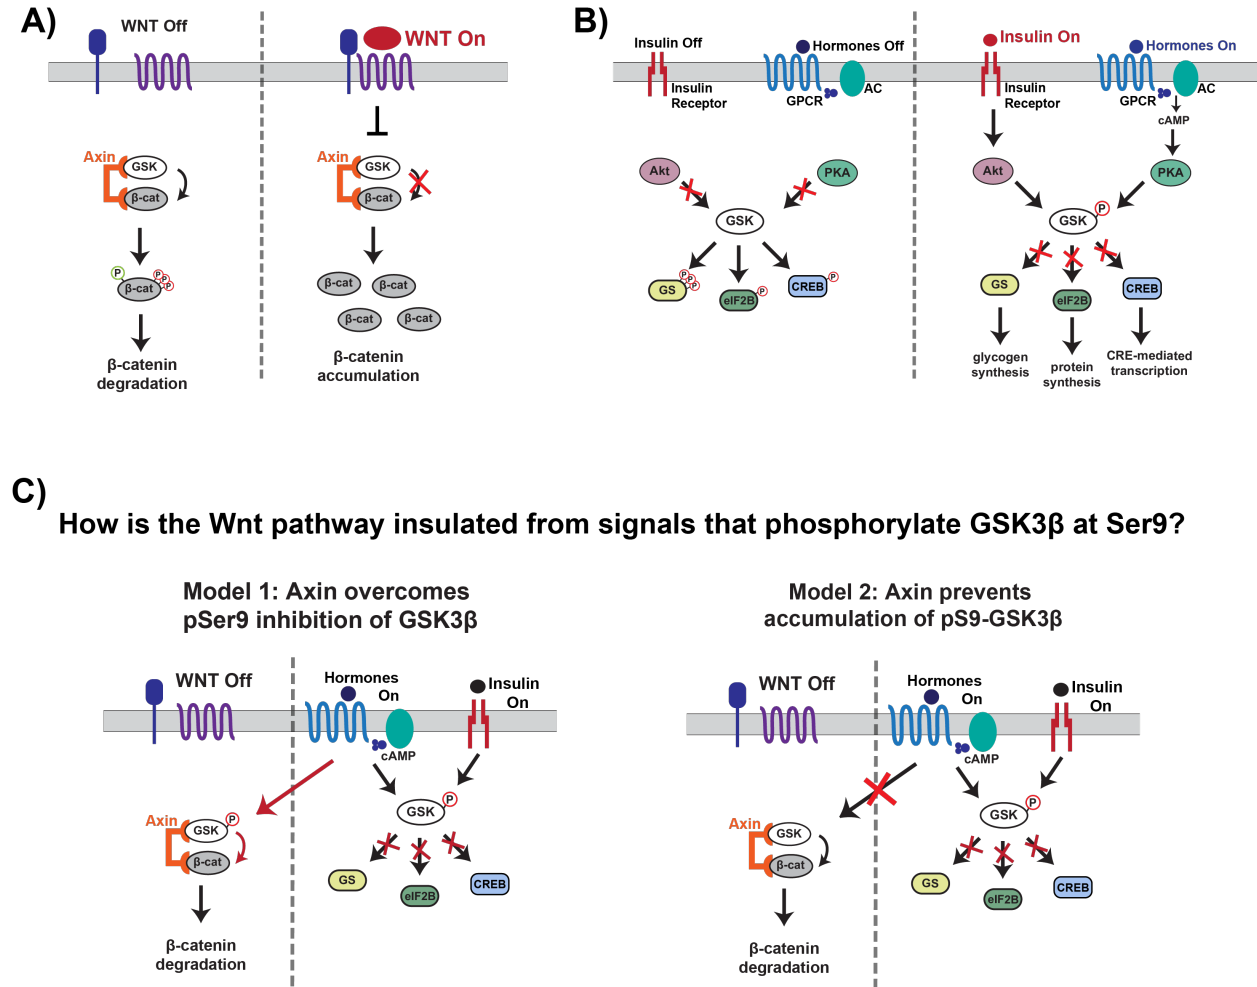 A)
WNT Off
WNT On
Axin
GSK
β-cat
P
β-cat
P
P
P
β-catenin
degradation
Axin
GSK
β-cat
β-cat
β-cat
β-cat
β-cat
β-catenin
accumulation
B)
Insulin Off
Hormones Off
Insulin
Receptor
GPCR
AC
Akt
PKA
GSK
GS
P
P
P
eIF2B
P
CREB
P
Insulin On
Hormones On
Insulin
Receptor
GPCR
AC
cAMP
Akt
PKA
GSK
P
GS
eIF2B
CREB
glycogen
synthesis
protein
synthesis
CRE-mediated
transcription
C)
How is the Wnt pathway insulated from signals that phosphorylate GSK3β at Ser9?
Model 1: Axin overcomes
pSer9 inhibition of GSK3β
WNT Off
Hormones
On
Insulin
On
cAMP
Axin
GSK
P
β-cat
β-catenin
degradation
GSK
P
GS
eIF2B
CREB
Model 2: Axin prevents
accumulation of pS9-GSK3β
WNT Off
Hormones
On
Insulin
On
cAMP
Axin
GSK
β-cat
β-catenin
degradation
GSK
P
GS
eIF2B
CREB